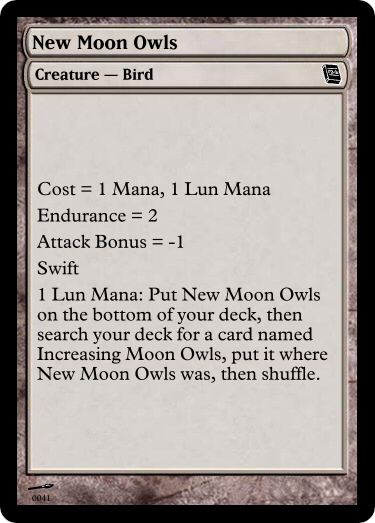 New Moon Owls
Creature — Bird
Cost = 1 Mana, 1 Lun Mana
Endurance = 2
Attack Bonus = -1
Swift
1 Lun Mana: Put New Moon Owls
on the bottom of your deck, then
search your deck for a card named
Increasing Moon Owls, put it where
New Moon Owls was, then shuffle.
0041